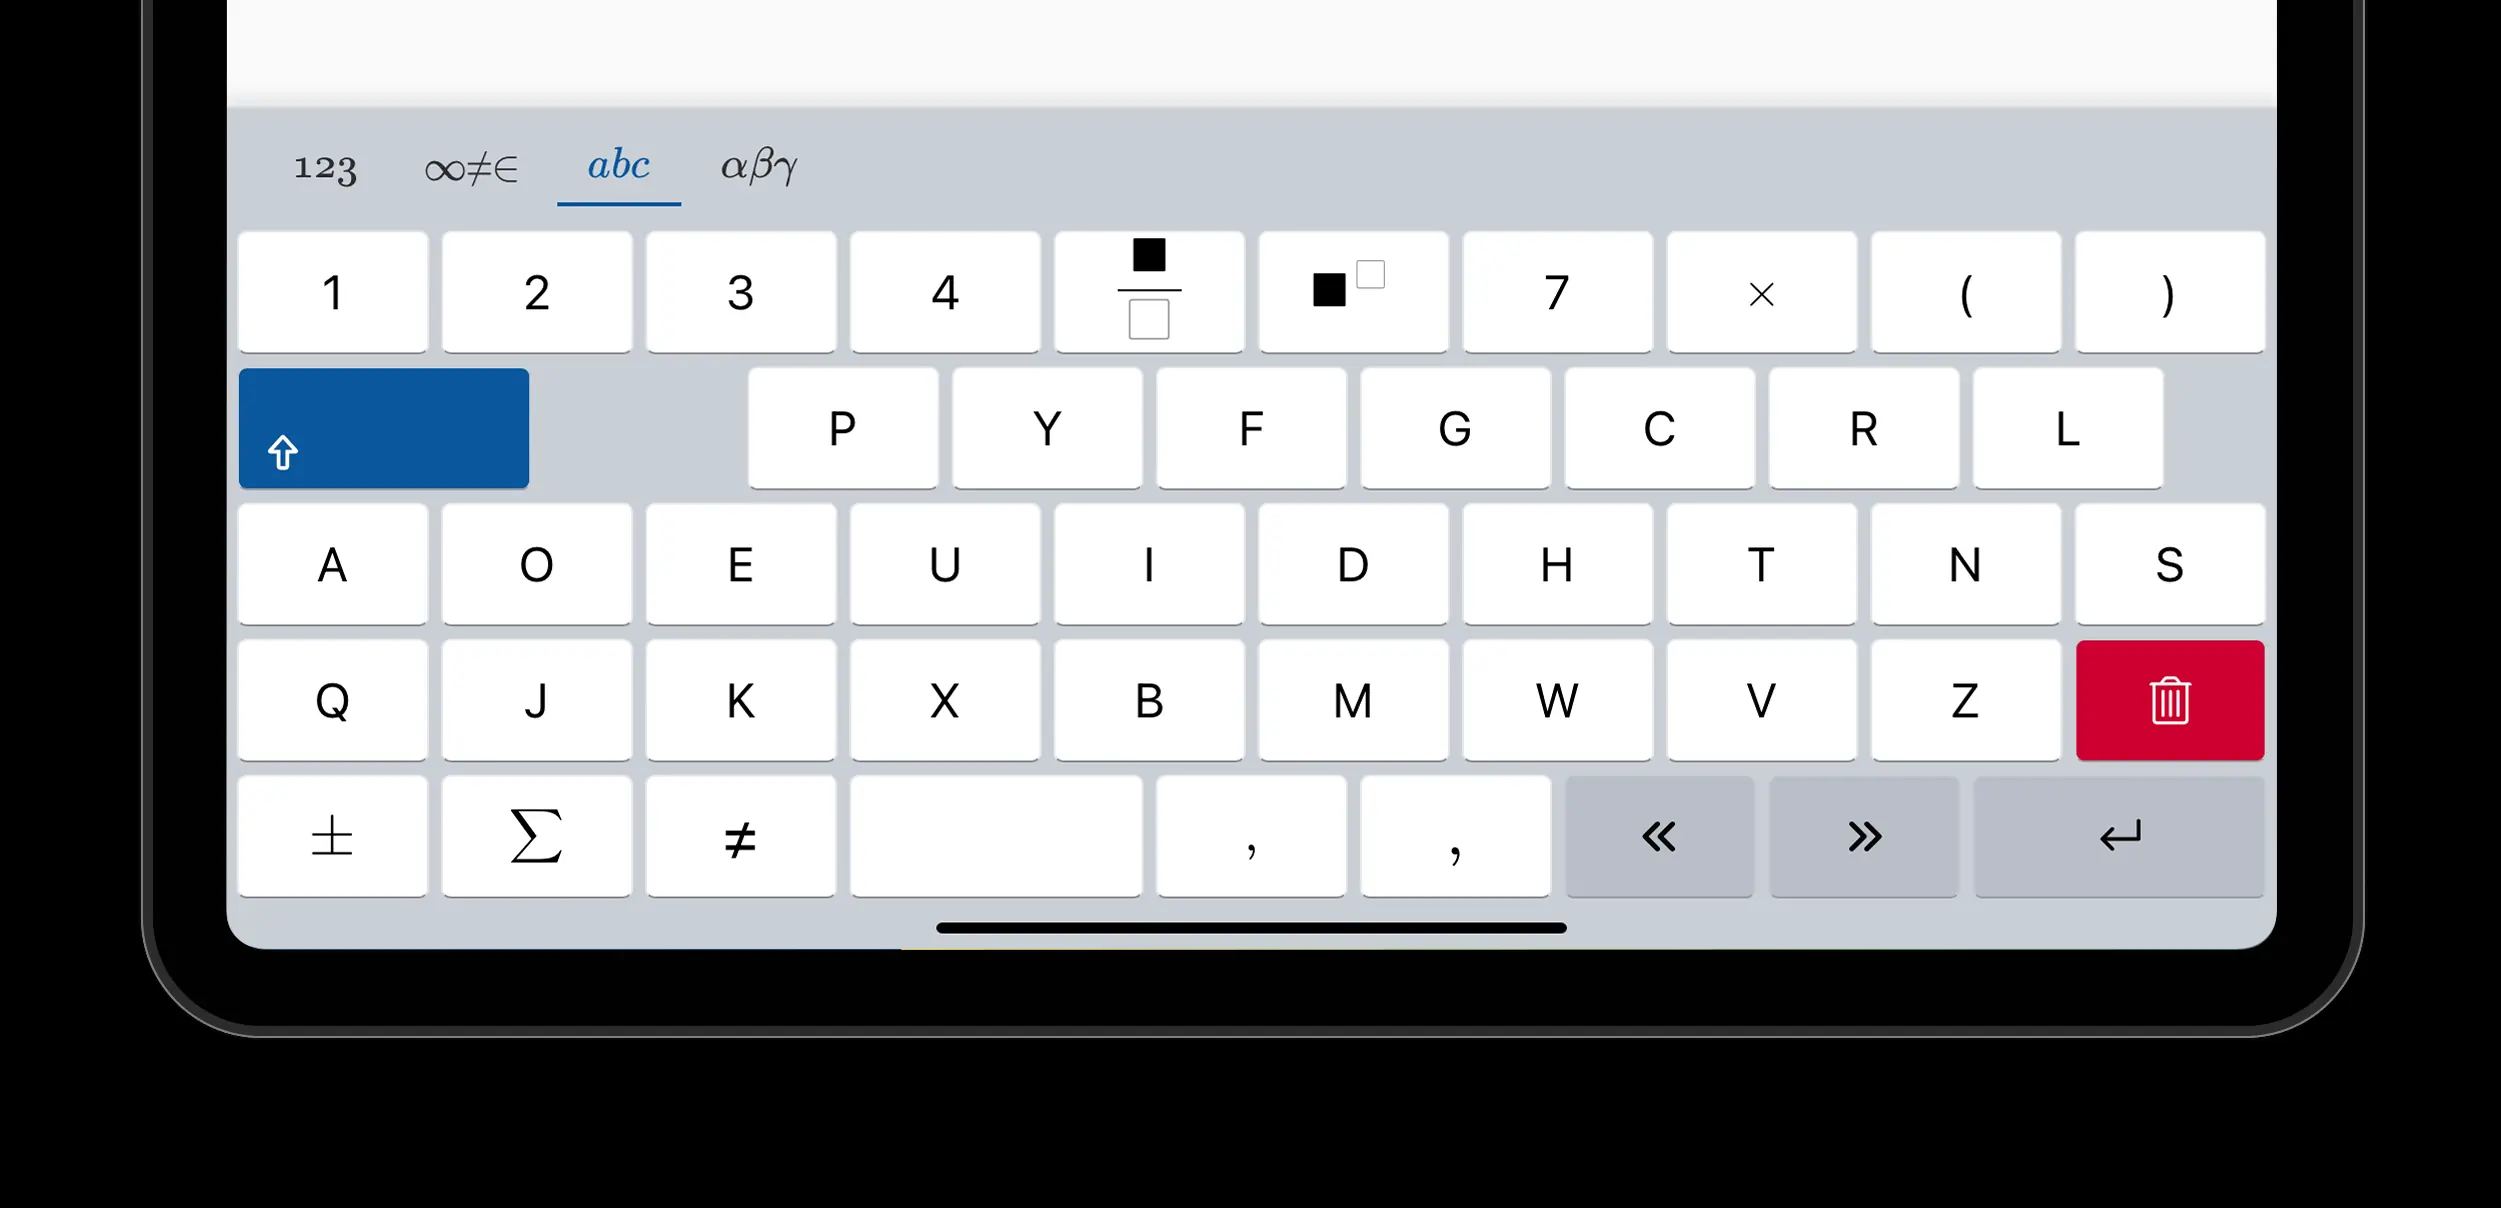 123 ∞≠∈ abc αβγ
1 2 3 4 7 × ( )
P Y F G C R L
A O E U I D H T N S
Q J K X B M W V Z
± ∑ ≠ , , « »